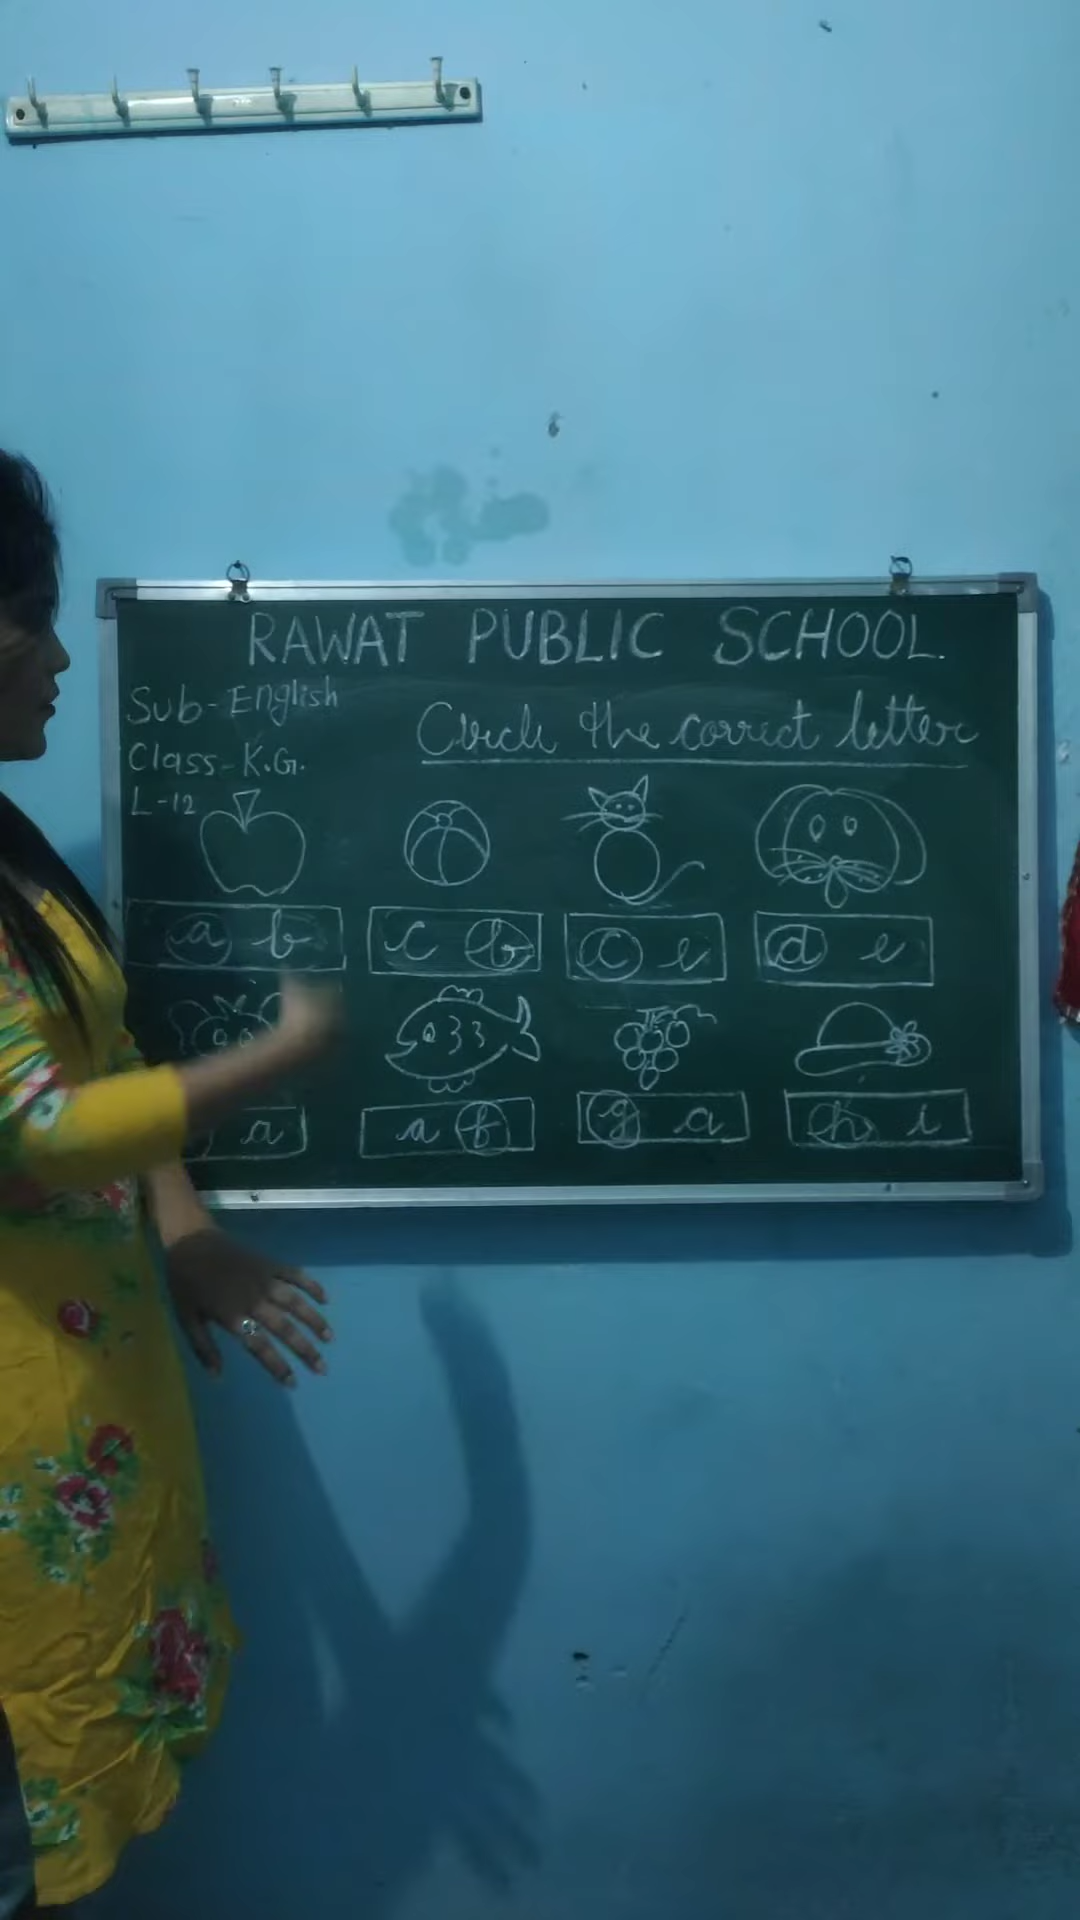 RAWAT PUBLIC SCHOOL.
Sub- English
Circle the correct letter
Class- K.G.
L-12
a b c b c e d e
a a f g a h i